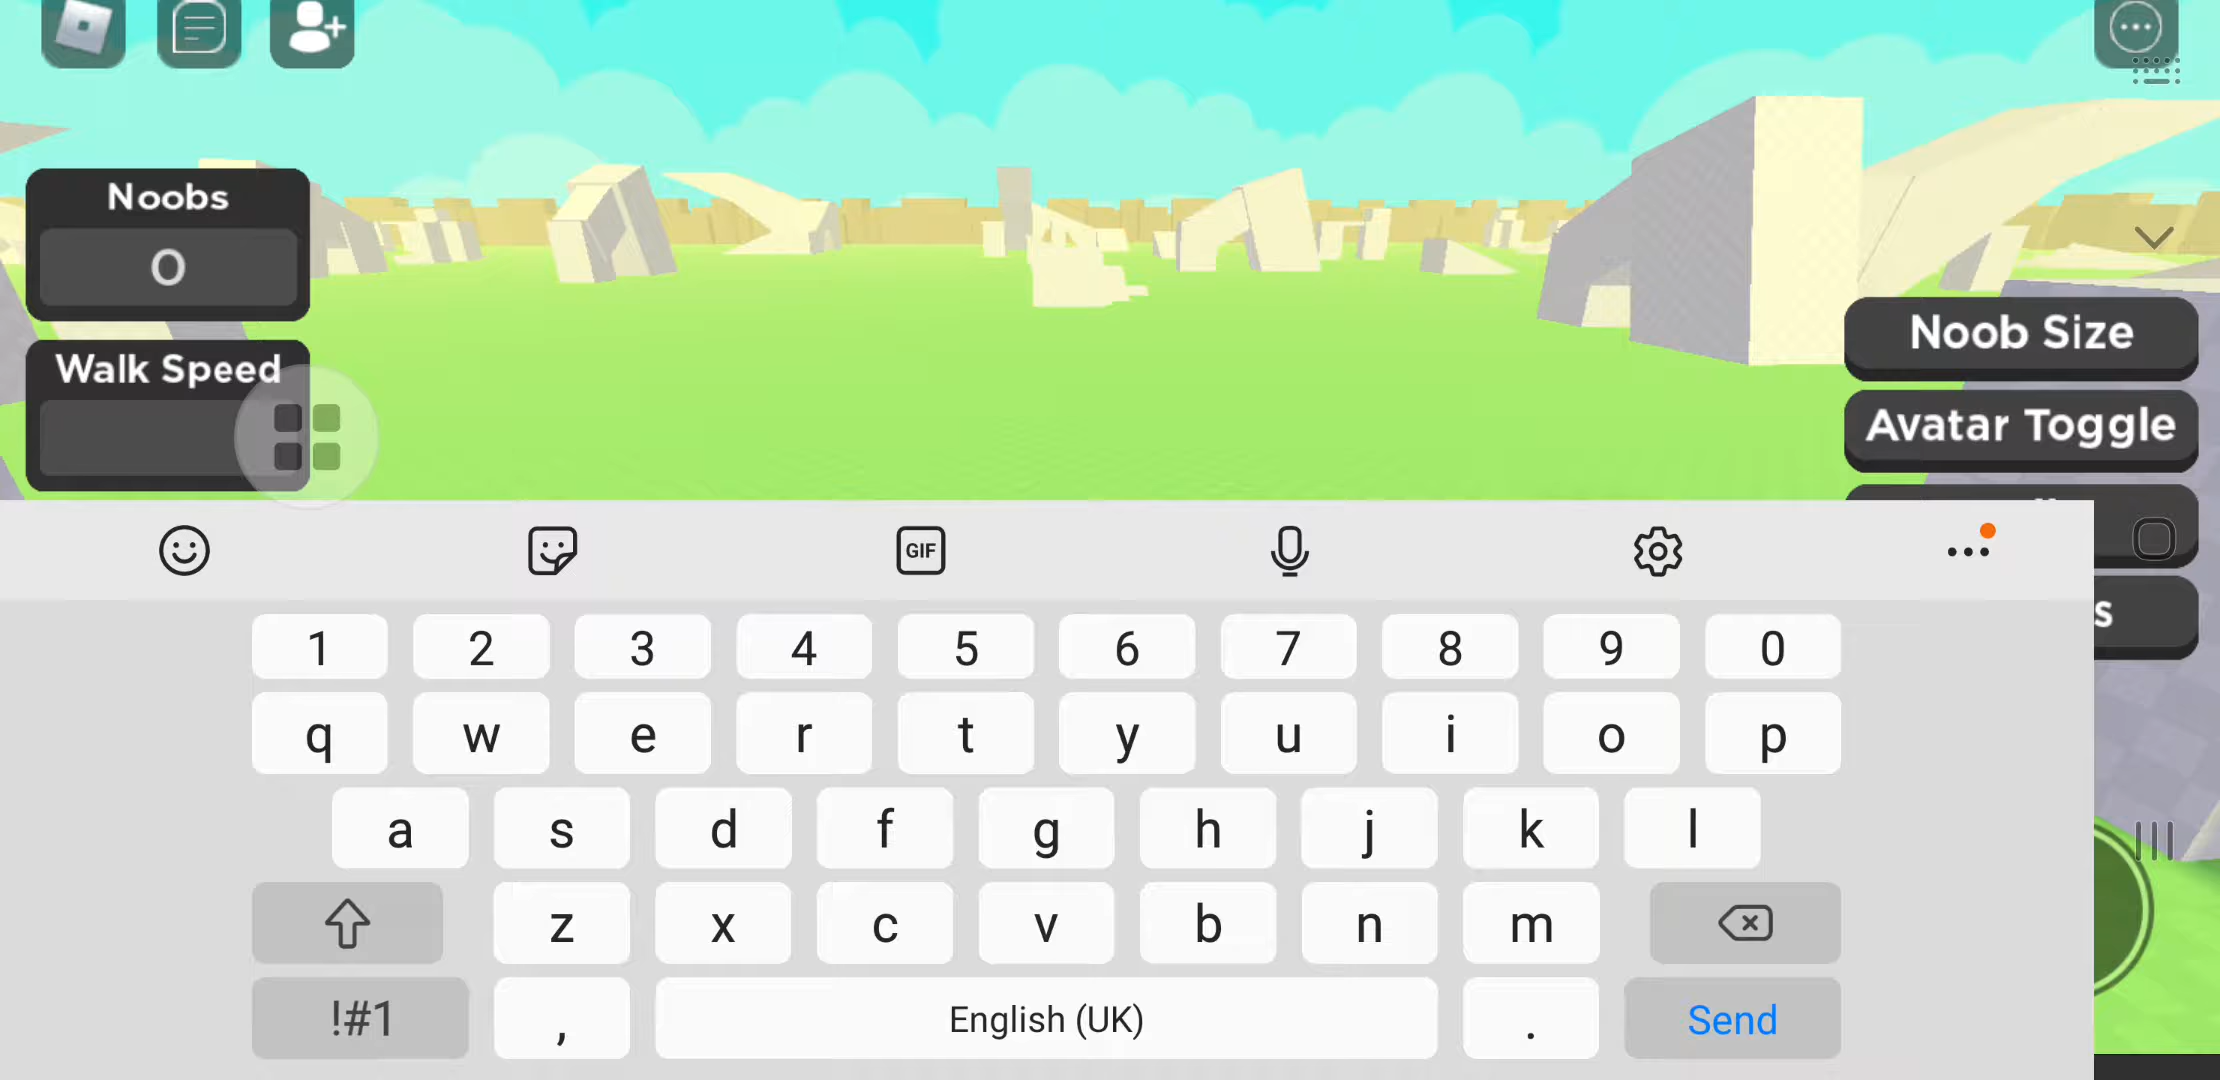 Noobs
0
Walk Speed
Noob Size
Avatar Toggle
s
GIF
1 2 3 4 5 6 7 8 9 0
q w e r t y u i o p
a s d f g h j k l
z x c v b n m
!#1 , English (UK) . Send